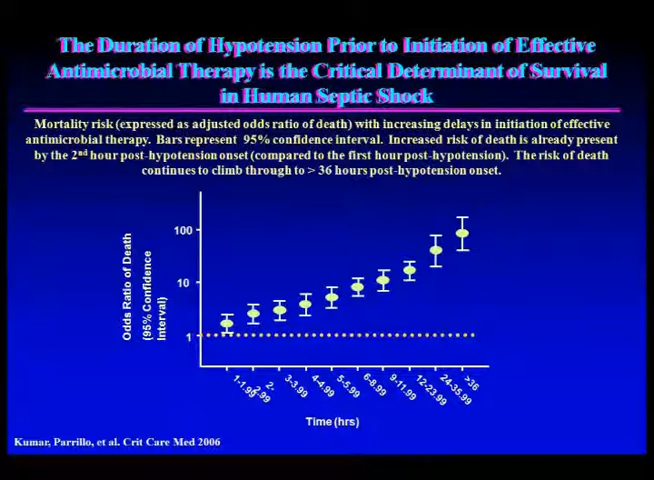 The Duration of Hypotension Prior to Initiation of Effective
Antimicrobial Therapy is the Critical Determinant of Survival
in Human Septic Shock
Mortality risk (expressed as adjusted odds ratio of death) with increasing delays in initiation of effective
antimicrobial therapy. Bars represent 95% confidence interval. Increased risk of death is already present
by the 2nd hour post-hypotension onset (compared to the first hour post-hypotension). The risk of death
continues to climb through to > 36 hours post-hypotension onset.
Odds Ratio of Death
(95% Confidence
Interval)
100
10
1
1-1.99
2-
2.99
3-3.99
4-4.99
5-5.99
6-8.99
9-11.99
12-23.99
24-35.99
>36
Time (hrs)
Kumar, Parrillo, et al. Crit Care Med 2006